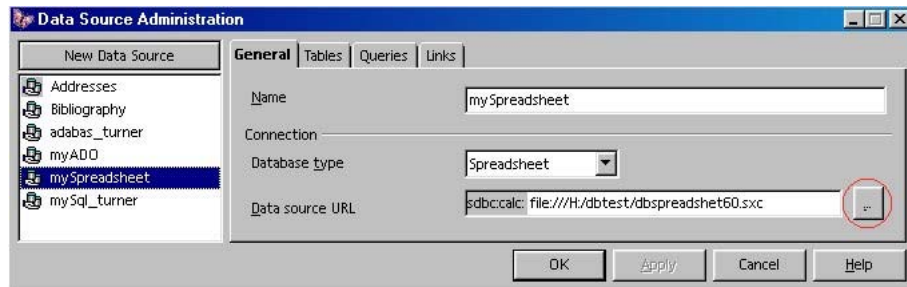 Data Source Administration
New Data Source
General Tables Queries Links
Addresses
Bibliography
adabas_turner
myADO
mySpreadsheet
mySql_turner
Name mySpreadsheet
Connection
Database type Spreadsheet
Data source URL sdbc:calc: file:///H:/dbtest/dbspreadshet60.sxc ...
OK Apply Cancel Help